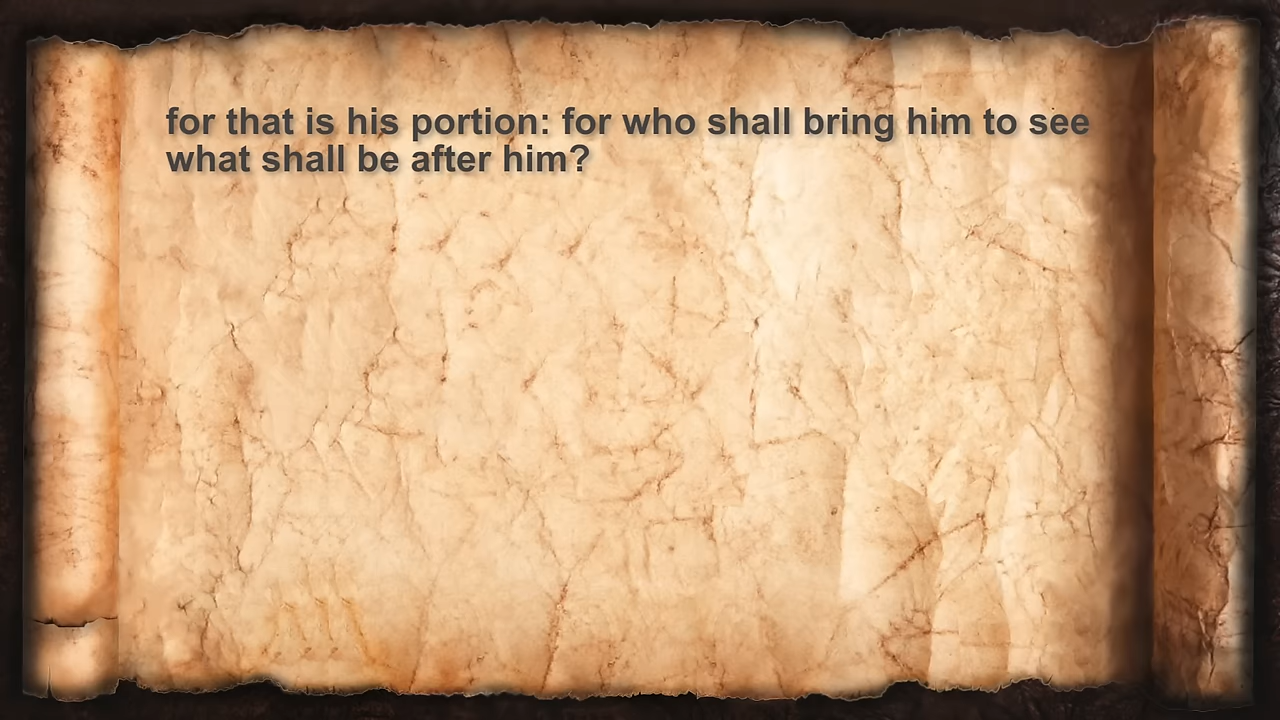 for that is his portion: for who shall bring him to see
what shall be after him?